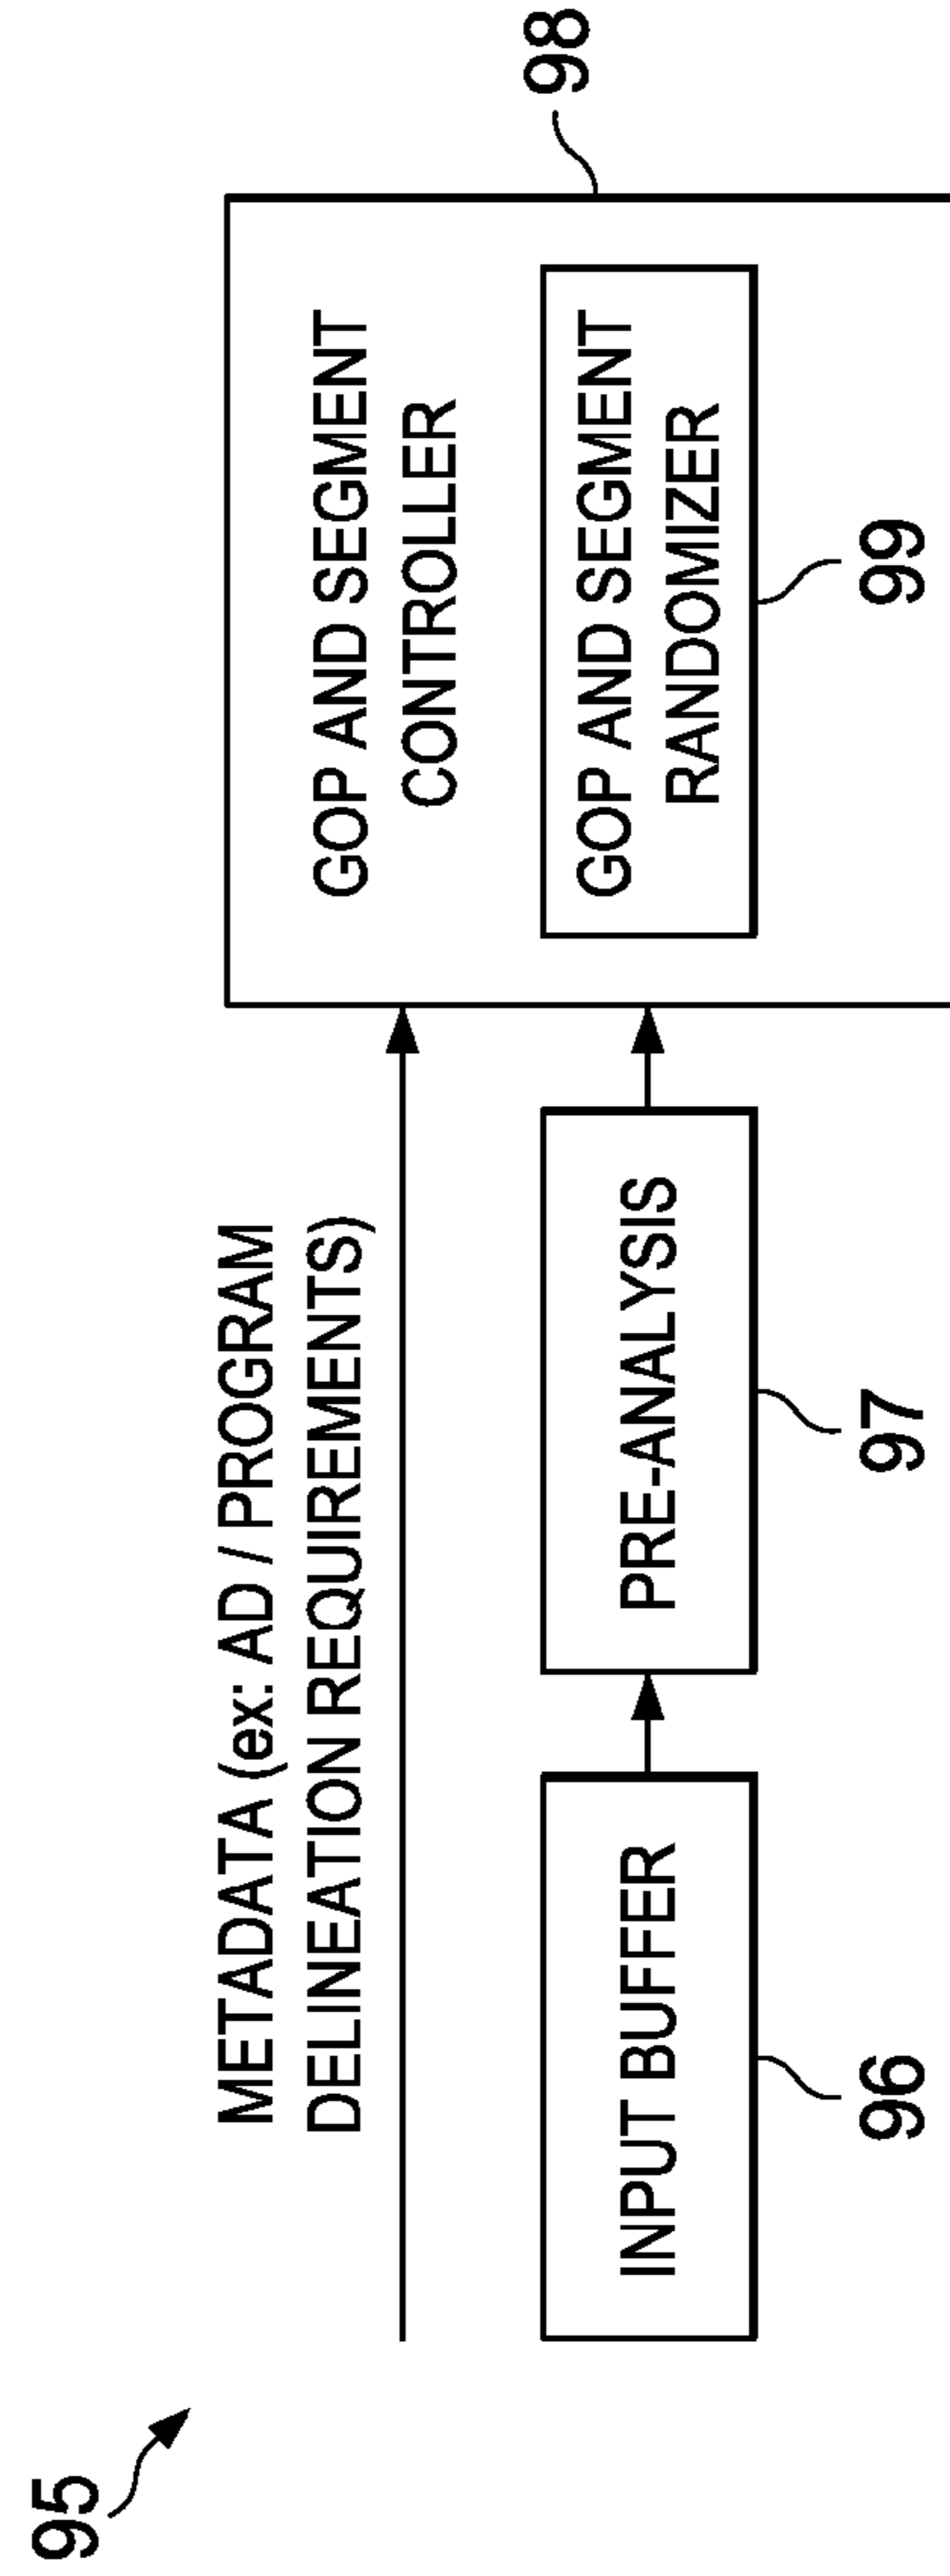 95
METADATA (ex: AD / PROGRAM
DELINEATION REQUIREMENTS)
INPUT BUFFER
96
PRE-ANALYSIS
97
GOP AND SEGMENT
CONTROLLER
GOP AND SEGMENT
RANDOMIZER
99
98